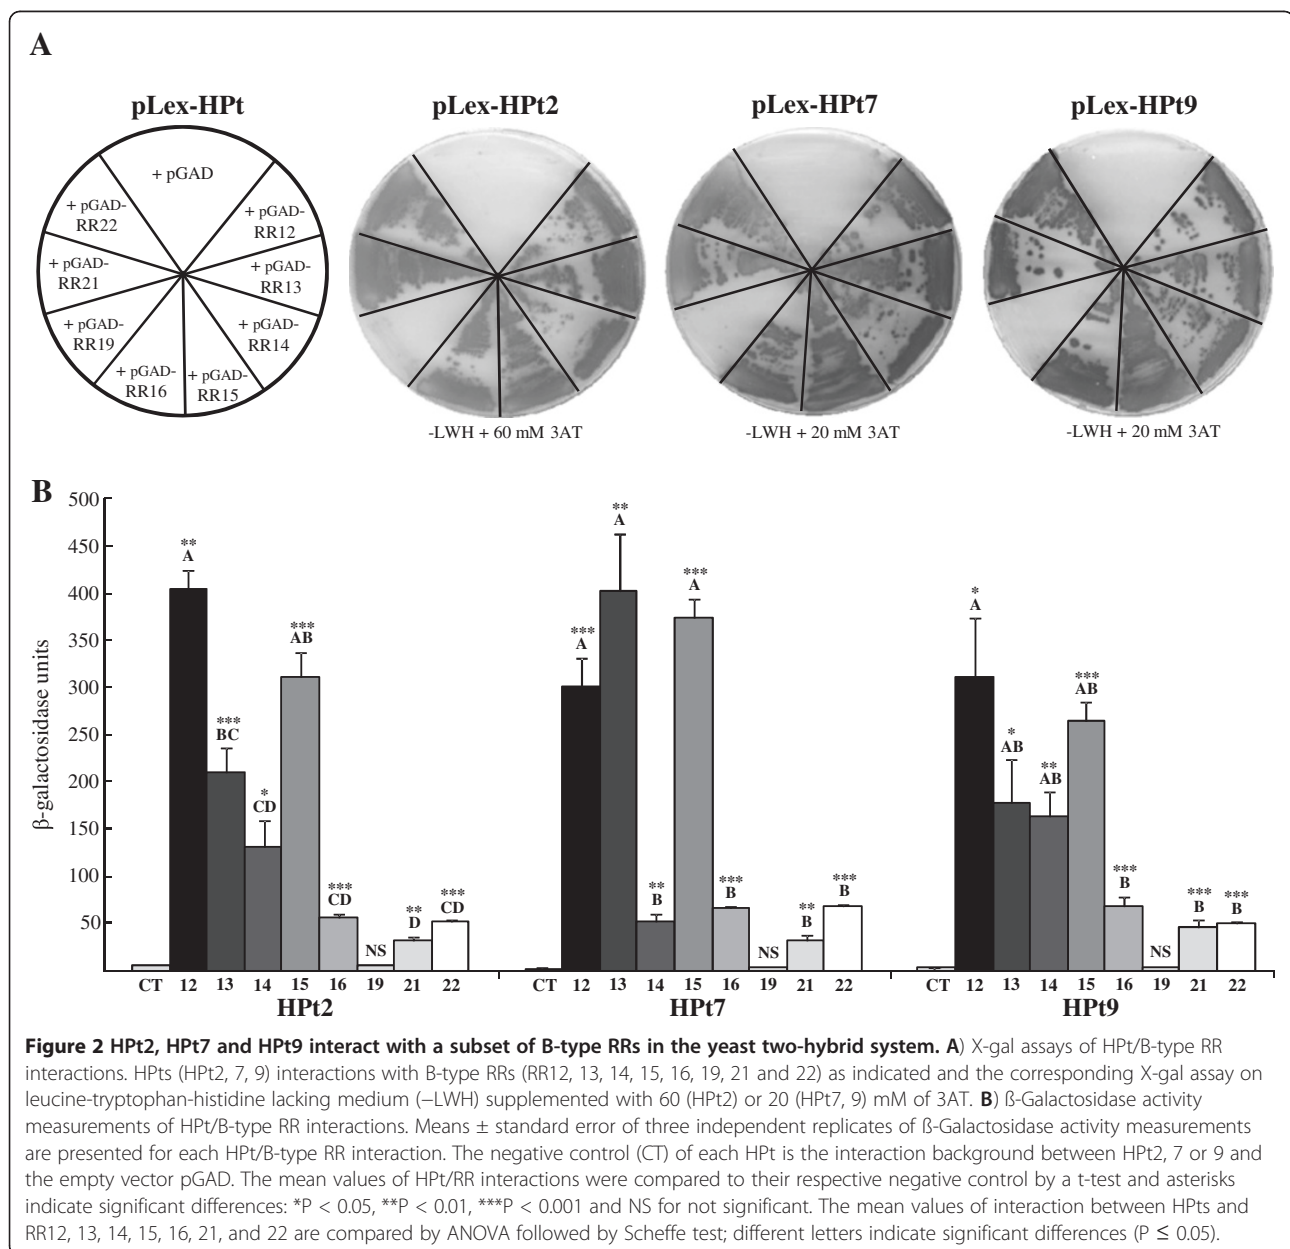 A
pLex-HPt
pLex-HPt2
pLex-HPt7
pLex-HPt9
+ pGAD
+ pGAD-
RR12
+ pGAD-
RR13
+ pGAD-
RR14
+ pGAD-
RR15
+ pGAD-
RR16
+ pGAD-
RR19
+ pGAD-
RR21
+ pGAD-
RR22
-LWH + 60 mM 3AT
-LWH + 20 mM 3AT
-LWH + 20 mM 3AT
B
β-galactosidase units
500
450
400
350
300
250
200
150
100
50
**
A
***
BC
*
CD
***
AB
***
CD
NS
**
D
***
CD
***
A
**
A
**
B
***
A
***
B
NS
**
B
***
B
*
A
*
AB
**
AB
***
AB
***
B
NS
***
B
***
B
CT 12 13 14 15 16 19 21 22
CT 12 13 14 15 16 19 21 22
CT 12 13 14 15 16 19 21 22
HPt2
HPt7
HPt9
Figure 2 HPt2, HPt7 and HPt9 interact with a subset of B-type RRs in the yeast two-hybrid system. A) X-gal assays of HPt/B-type RR
interactions. HPts (HPt2, 7, 9) interactions with B-type RRs (RR12, 13, 14, 15, 16, 19, 21 and 22) as indicated and the corresponding X-gal assay on
leucine-tryptophan-histidine lacking medium (−LWH) supplemented with 60 (HPt2) or 20 (HPt7, 9) mM of 3AT. B) ß-Galactosidase activity
measurements of HPt/B-type RR interactions. Means ± standard error of three independent replicates of ß-Galactosidase activity measurements
are presented for each HPt/B-type RR interaction. The negative control (CT) of each HPt is the interaction background between HPt2, 7 or 9 and
the empty vector pGAD. The mean values of HPt/RR interactions were compared to their respective negative control by a t-test and asterisks
indicate significant differences: *P < 0.05, **P < 0.01, ***P < 0.001 and NS for not significant. The mean values of interaction between HPts and
RR12, 13, 14, 15, 16, 21, and 22 are compared by ANOVA followed by Scheffe test; different letters indicate significant differences (P ≤ 0.05).